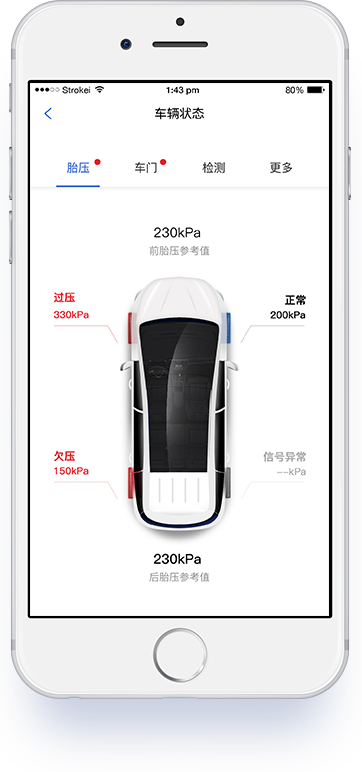 Strokei
1:43 pm
80%
车辆状态
胎压
车门
检测
更多
230kPa
前胎压参考值
过压
330kPa
正常
200kPa
欠压
150kPa
信号异常
--kPa
230kPa
后胎压参考值